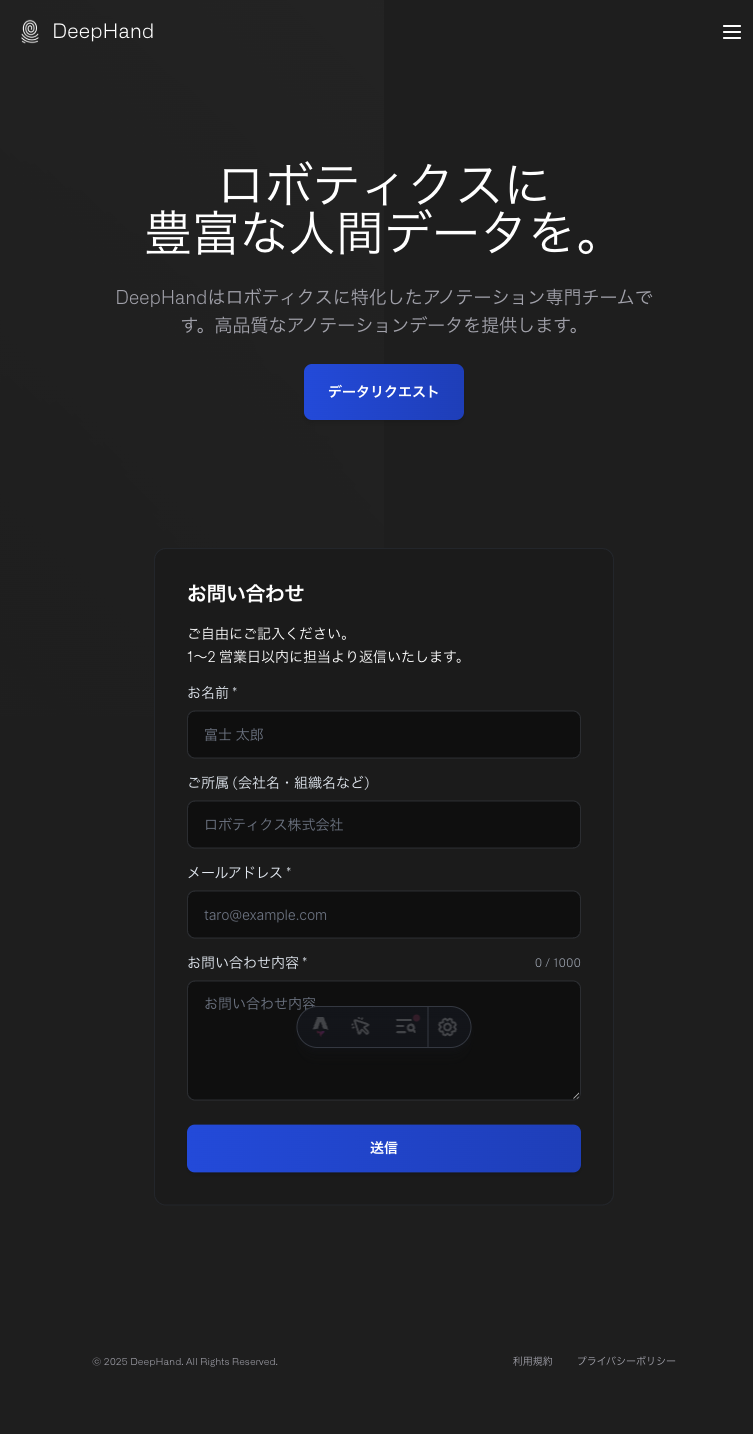 DeepHand
ロボティクスに
豊富な人間データを。
DeepHandはロボティクスに特化したアノテーション専門チームで
す。高品質なアノテーションデータを提供します。
データリクエスト
お問い合わせ
ご自由にご記入ください。
1〜2 営業日以内に担当より返信いたします。
お名前 *
富士 太郎
ご所属 (会社名・組織名など)
ロボティクス株式会社
メールアドレス *
taro@example.com
お問い合わせ内容 *
0 / 1000
お問い合わせ内容
送信
© 2025 DeepHand. All Rights Reserved.
利用規約
プライバシーポリシー